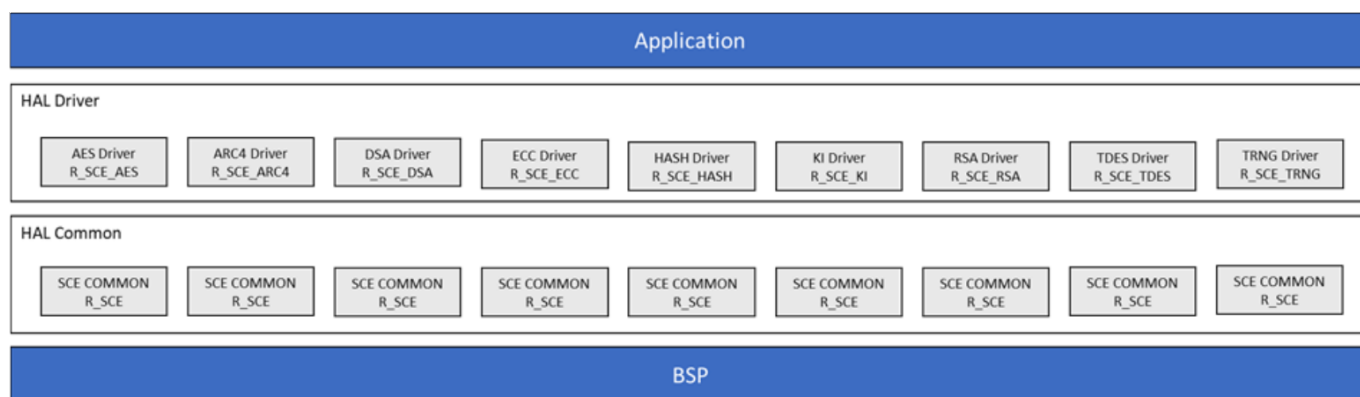 Application
HAL Driver
AES Driver
R_SCE_AES
ARC4 Driver
R_SCE_ARC4
DSA Driver
R_SCE_DSA
ECC Driver
R_SCE_ECC
HASH Driver
R_SCE_HASH
KI Driver
R_SCE_KI
RSA Driver
R_SCE_RSA
TDES Driver
R_SCE_TDES
TRNG Driver
R_SCE_TRNG
HAL Common
SCE COMMON
R_SCE
SCE COMMON
R_SCE
SCE COMMON
R_SCE
SCE COMMON
R_SCE
SCE COMMON
R_SCE
SCE COMMON
R_SCE
SCE COMMON
R_SCE
SCE COMMON
R_SCE
SCE COMMON
R_SCE
BSP